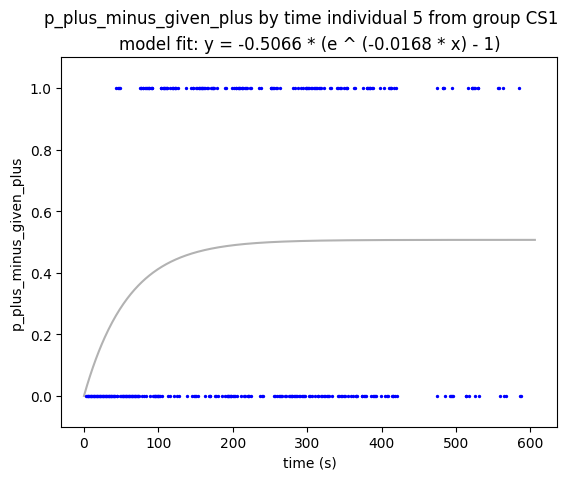 p_plus_minus_given_plus by time individual 5 from group CS1
model fit: y = -0.5066 * (e ^ (-0.0168 * x) - 1)
1.0
0.8
0.6
0.4
0.2
0.0
p_plus_minus_given_plus
0 100 200 300 400 500 600
time (s)